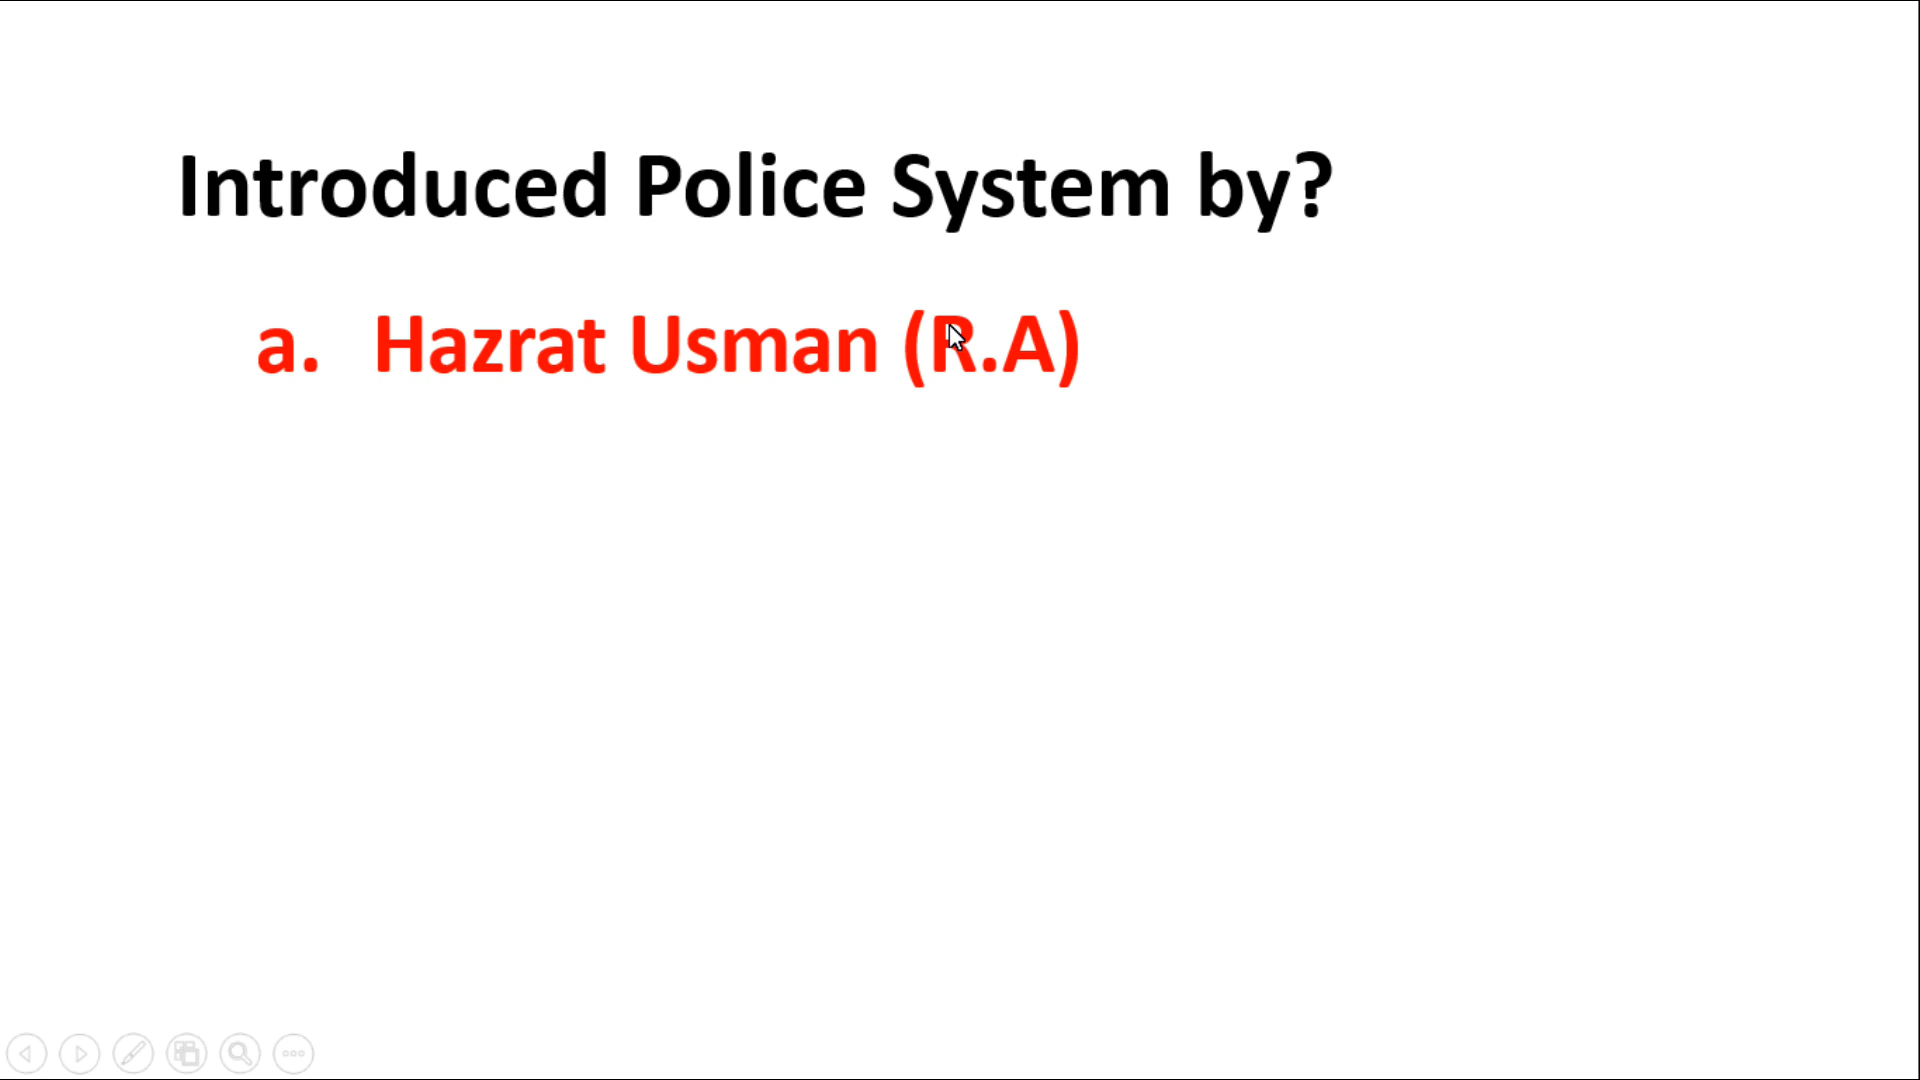 Introduced Police System by?
a. Hazrat Usman (R.A)